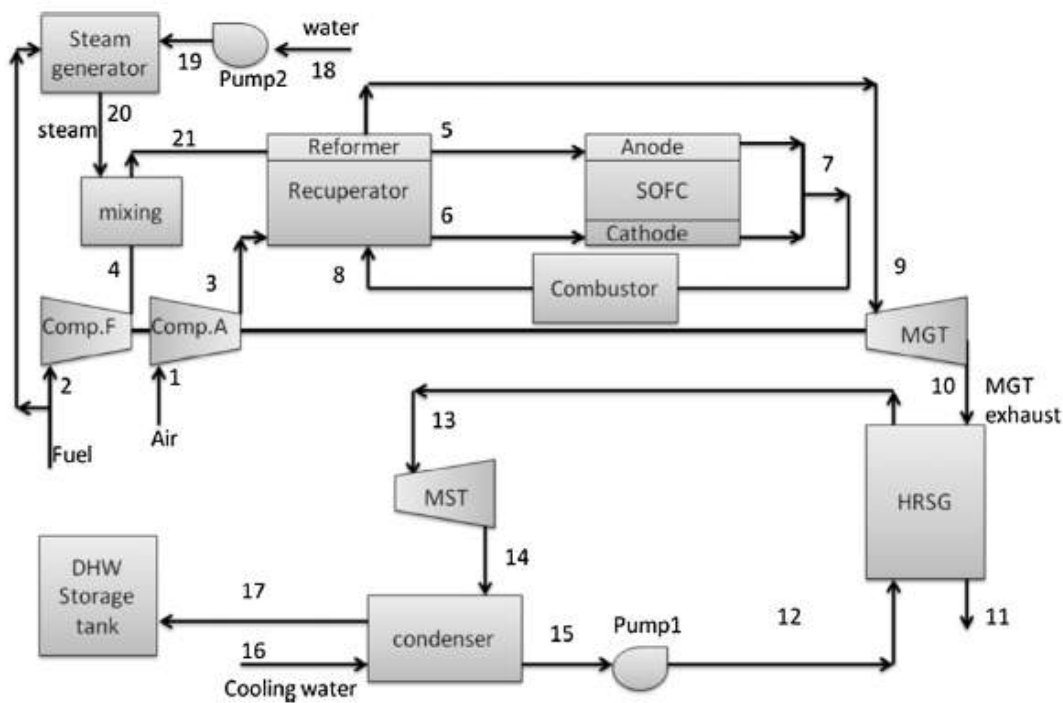 Steam
generator
19
Pump2
water
18
steam
20
21
mixing
4
3
Reformer
Recuperator
5
6
Anode
SOFC
Cathode
7
8
Combustor
9
Comp.F
Comp.A
MGT
2
1
Fuel
Air
10
MGT
exhaust
13
MST
HRSG
14
DHW
Storage
tank
17
16
Cooling water
condenser
15
Pump1
12
11